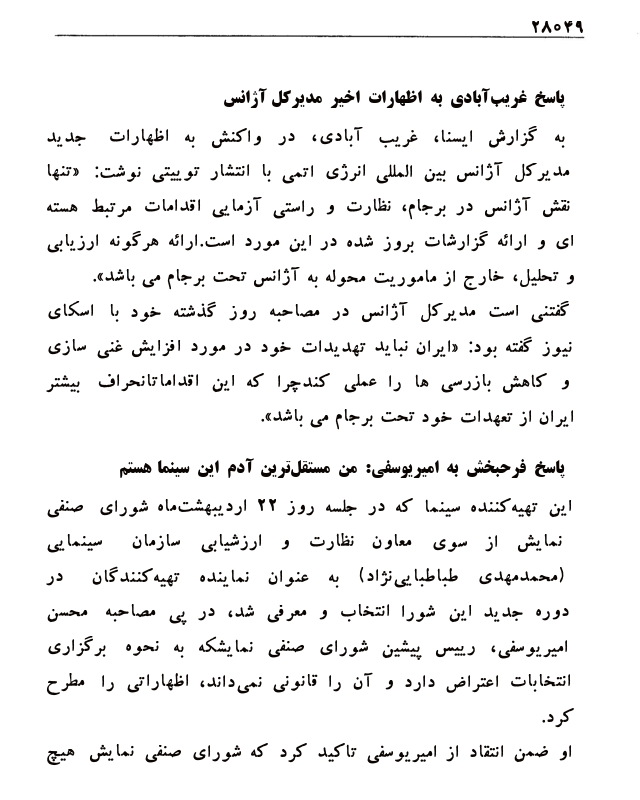 ۲۸۰۴۹
پاسخ غریب‌آبادی به اظهارات اخیر مدیرکل آژانس
به گزارش ایسنا، غریب آبادی، در واکنش به اظهارات جدید
مدیرکل آژانس بین المللی انرژی اتمی با انتشار توییتی نوشت: «تنها
نقش آژانس در برجام، نظارت و راستی آزمایی اقدامات مرتبط هسته
ای و ارائه گزارشات بروز شده در این مورد است.ارائه هرگونه ارزیابی
و تحلیل، خارج از ماموریت محوله به آژانس تحت برجام می باشد».
گفتنی است مدیرکل آژانس در مصاحبه روز گذشته خود با اسکای
نیوز گفته بود: «ایران نباید تهدیدات خود در مورد افزایش غنی سازی
و کاهش بازرسی ها را عملی کندچرا که این اقداماتانحراف بیشتر
ایران از تعهدات خود تحت برجام می باشد».
پاسخ فرحبخش به امیریوسفی: من مستقل‌ترین آدم این سینما هستم
این تهیه‌کننده سینما که در جلسه روز ۲۲ اردیبهشت‌ماه شورای صنفی
نمایش از سوی معاون نظارت و ارزشیابی سازمان سینمایی
(محمدمهدی طباطبایی‌نژاد) به عنوان نماینده تهیه‌کنندگان در
دوره جدید این شورا انتخاب و معرفی شد، در پی مصاحبه محسن
امیریوسفی، رییس پیشین شورای صنفی نمایشکه به نحوه برگزاری
انتخابات اعتراض دارد و آن را قانونی نمی‌داند، اظهاراتی را مطرح
کرد.
او ضمن انتقاد از امیریوسفی تاکید کرد که شورای صنفی نمایش هیچ